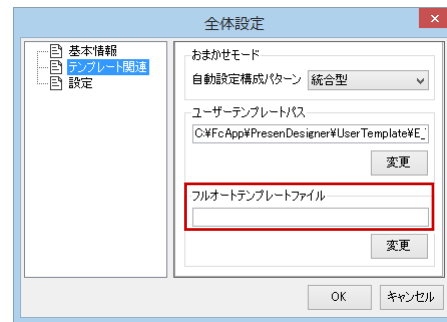 全体設定
基本情報
テンプレート関連
設定
おまかせモード
自動設定構成パターン 統合型
ユーザーテンプレートパス
C:¥FcApp¥PresenDesigner¥UserTemplate¥E_
変更
フルオートテンプレートファイル
変更
OK キャンセル